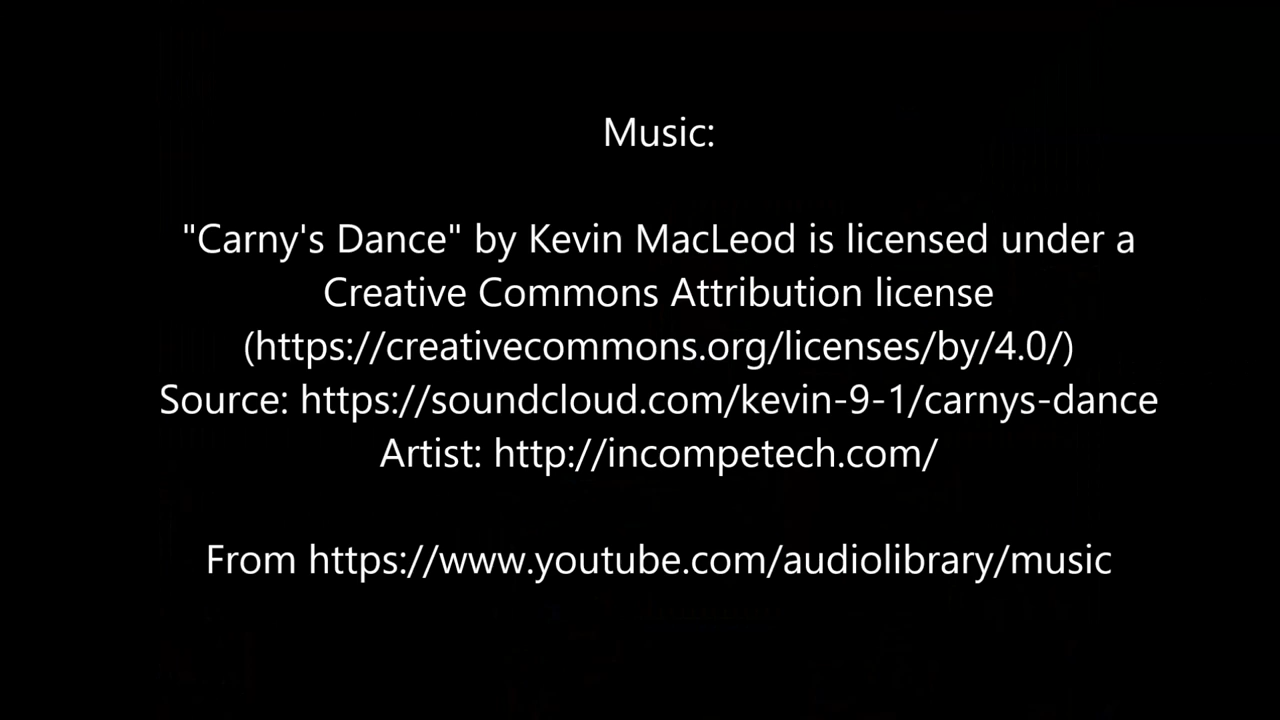 Music:
"Carny's Dance" by Kevin MacLeod is licensed under a
Creative Commons Attribution license
(https://creativecommons.org/licenses/by/4.0/)
Source: https://soundcloud.com/kevin-9-1/carnys-dance
Artist: http://incompetech.com/
From https://www.youtube.com/audiolibrary/music